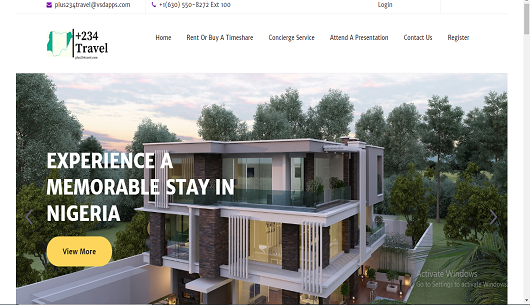 plus234travel@vsdapps.com +1(630) 550-8272 Ext 100 Login
+234
Travel
plus234travel.com
Home Rent Or Buy A Timeshare Concierge Service Attend A Presentation Contact Us Register
EXPERIENCE A
MEMORABLE STAY IN
NIGERIA
View More
Activate Windows
Go to Settings to activate Windows.